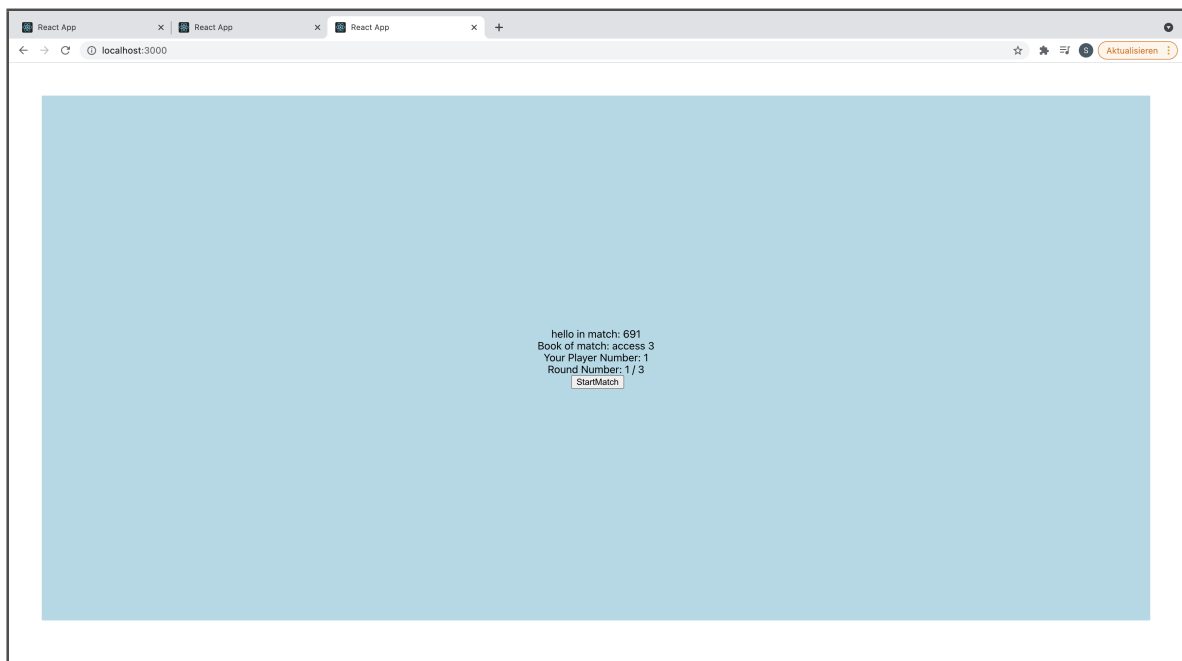 React App
React App
React App
localhost:3000
S
Aktualisieren
hello in match: 691
Book of match: access 3
Your Player Number: 1
Round Number: 1 / 3
StartMatch